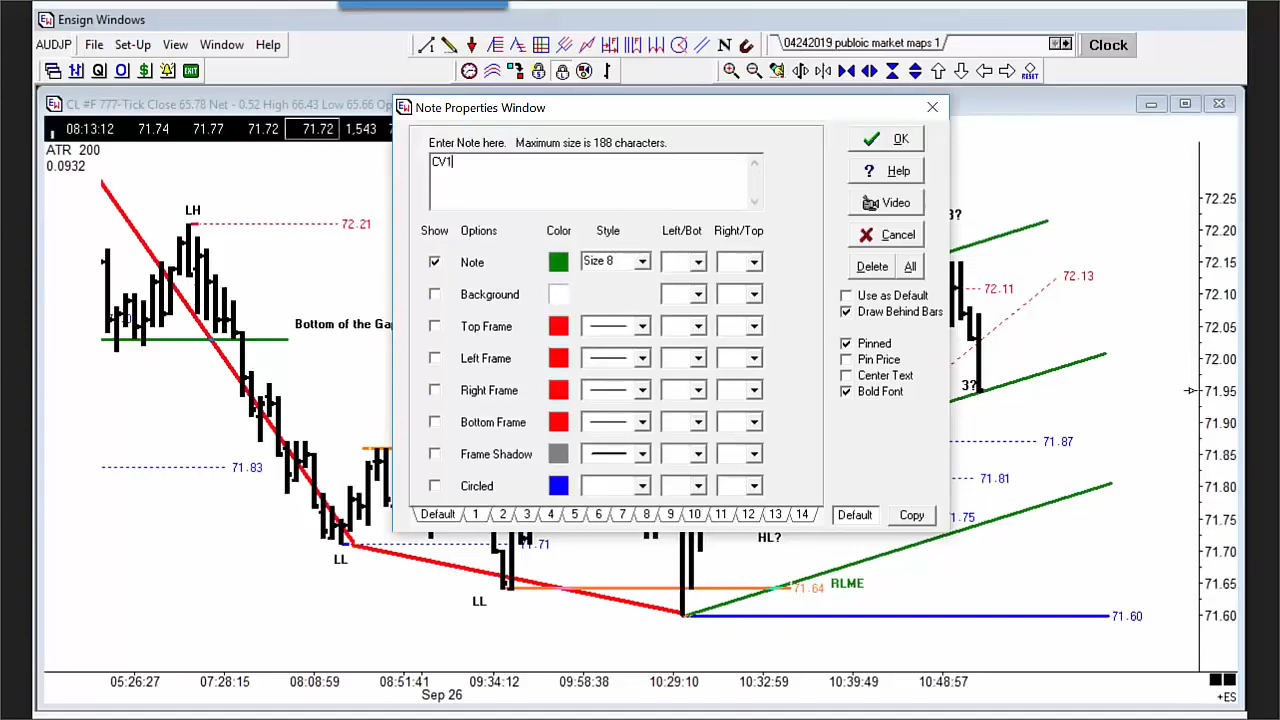 Ensign Windows
AUDJP File Set-Up View Window Help
04242019 publoic market maps 1
Clock
RESET
EXIT
CL #F 777-Tick Close 65.78 Net - 0.52 High 66.43 Low 65.66 Op
08:13:12 71.74 71.77 71.72 71.72 1,543
ATR 200
0.0932
Note Properties Window
Enter Note here. Maximum size is 188 characters.
CV1
Show Options Color Style Left/Bot Right/Top
Note Size 8
Background
Top Frame
Left Frame
Right Frame
Bottom Frame
Frame Shadow
Circled
Default 1 2 3 4 5 6 7 8 9 10 11 12 13 14
OK
Help
Video
Cancel
Delete All
Use as Default
Draw Behind Bars
Pinned
Pin Price
Center Text
Bold Font
Default Copy
LH
72.21
Bottom of the Ga
71.83
LL
71.71
LL
HL?
71.64
RLME
71.60
3?
72.11
72.13
3?
71.87
71.81
71.75
72.25
72.20
72.15
72.10
72.05
72.00
71.95
71.90
71.85
71.80
71.75
71.70
71.65
71.60
05:26:27 07:28:15 08:08:59 08:51:41 09:34:12 09:58:38 10:29:10 10:32:59 10:39:49 10:48:57
Sep 26
+ES